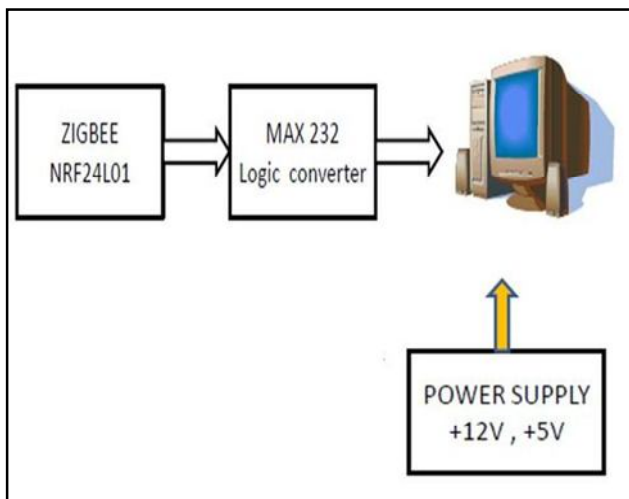 ZIGBEE
NRF24L01
MAX 232
Logic converter
POWER SUPPLY
+12V , +5V